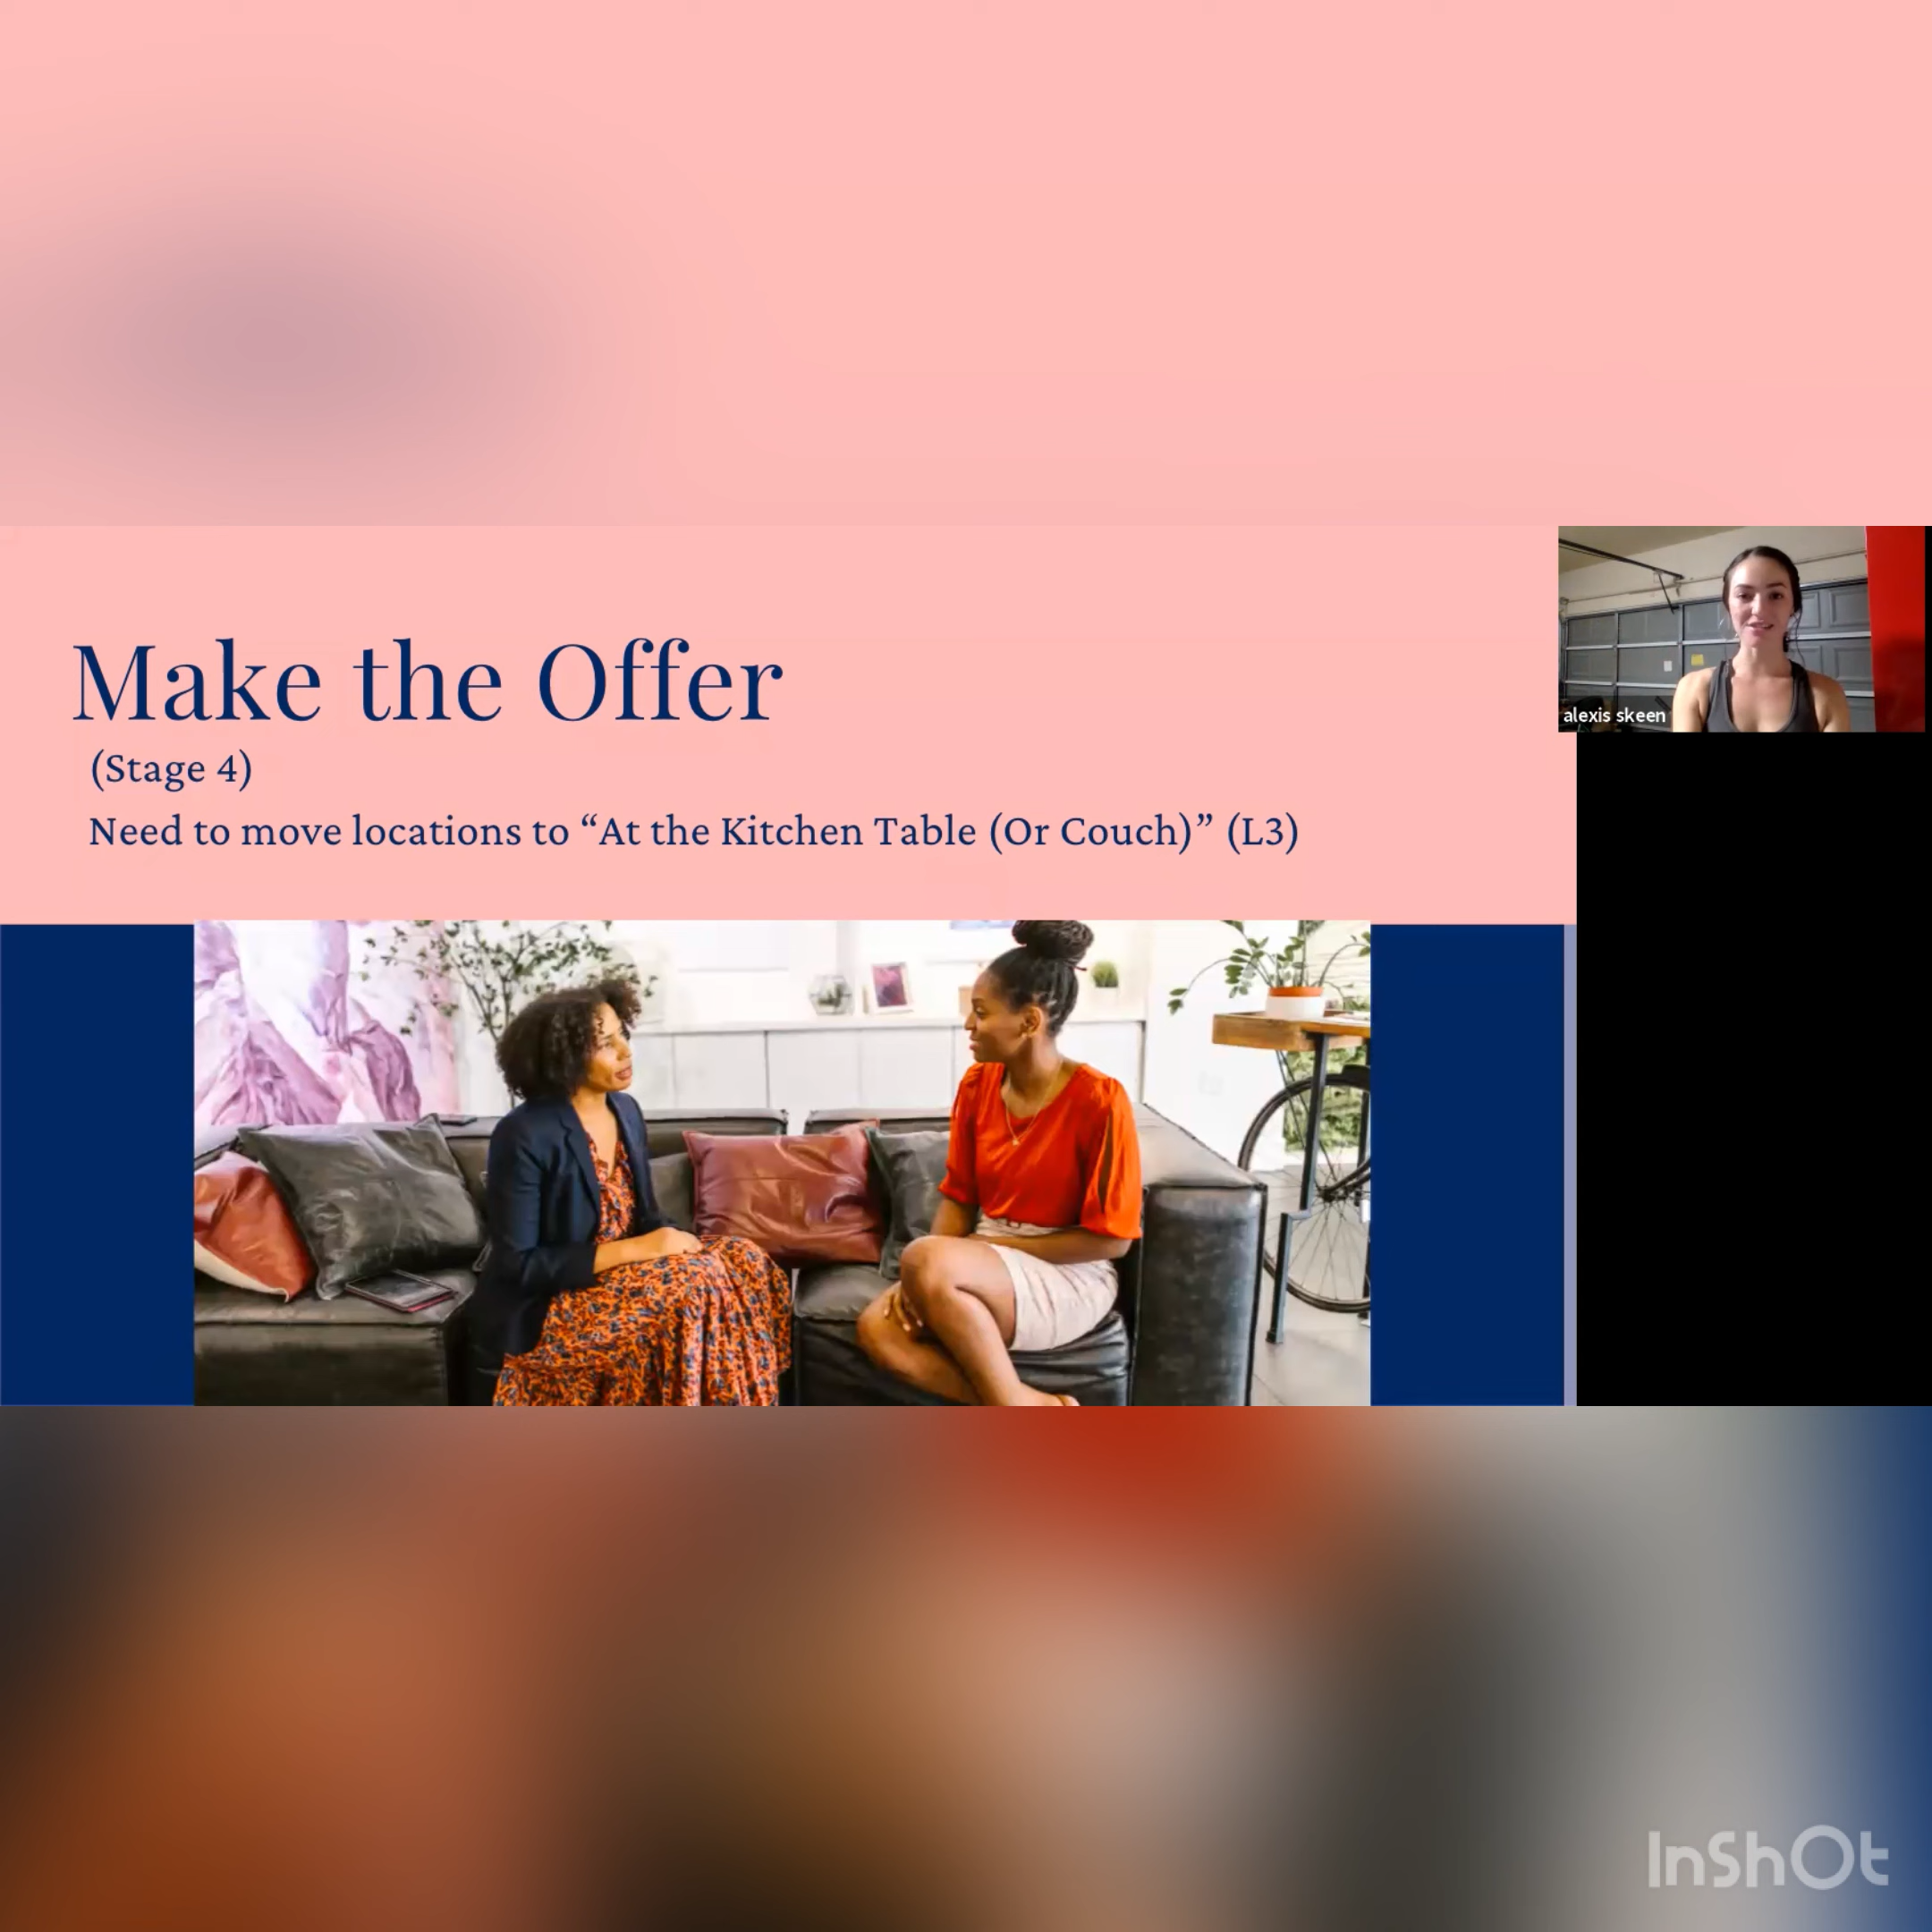 Make the Offer
(Stage 4)
Need to move locations to “At the Kitchen Table (Or Couch)” (L3)
alexis skeen
InShOt